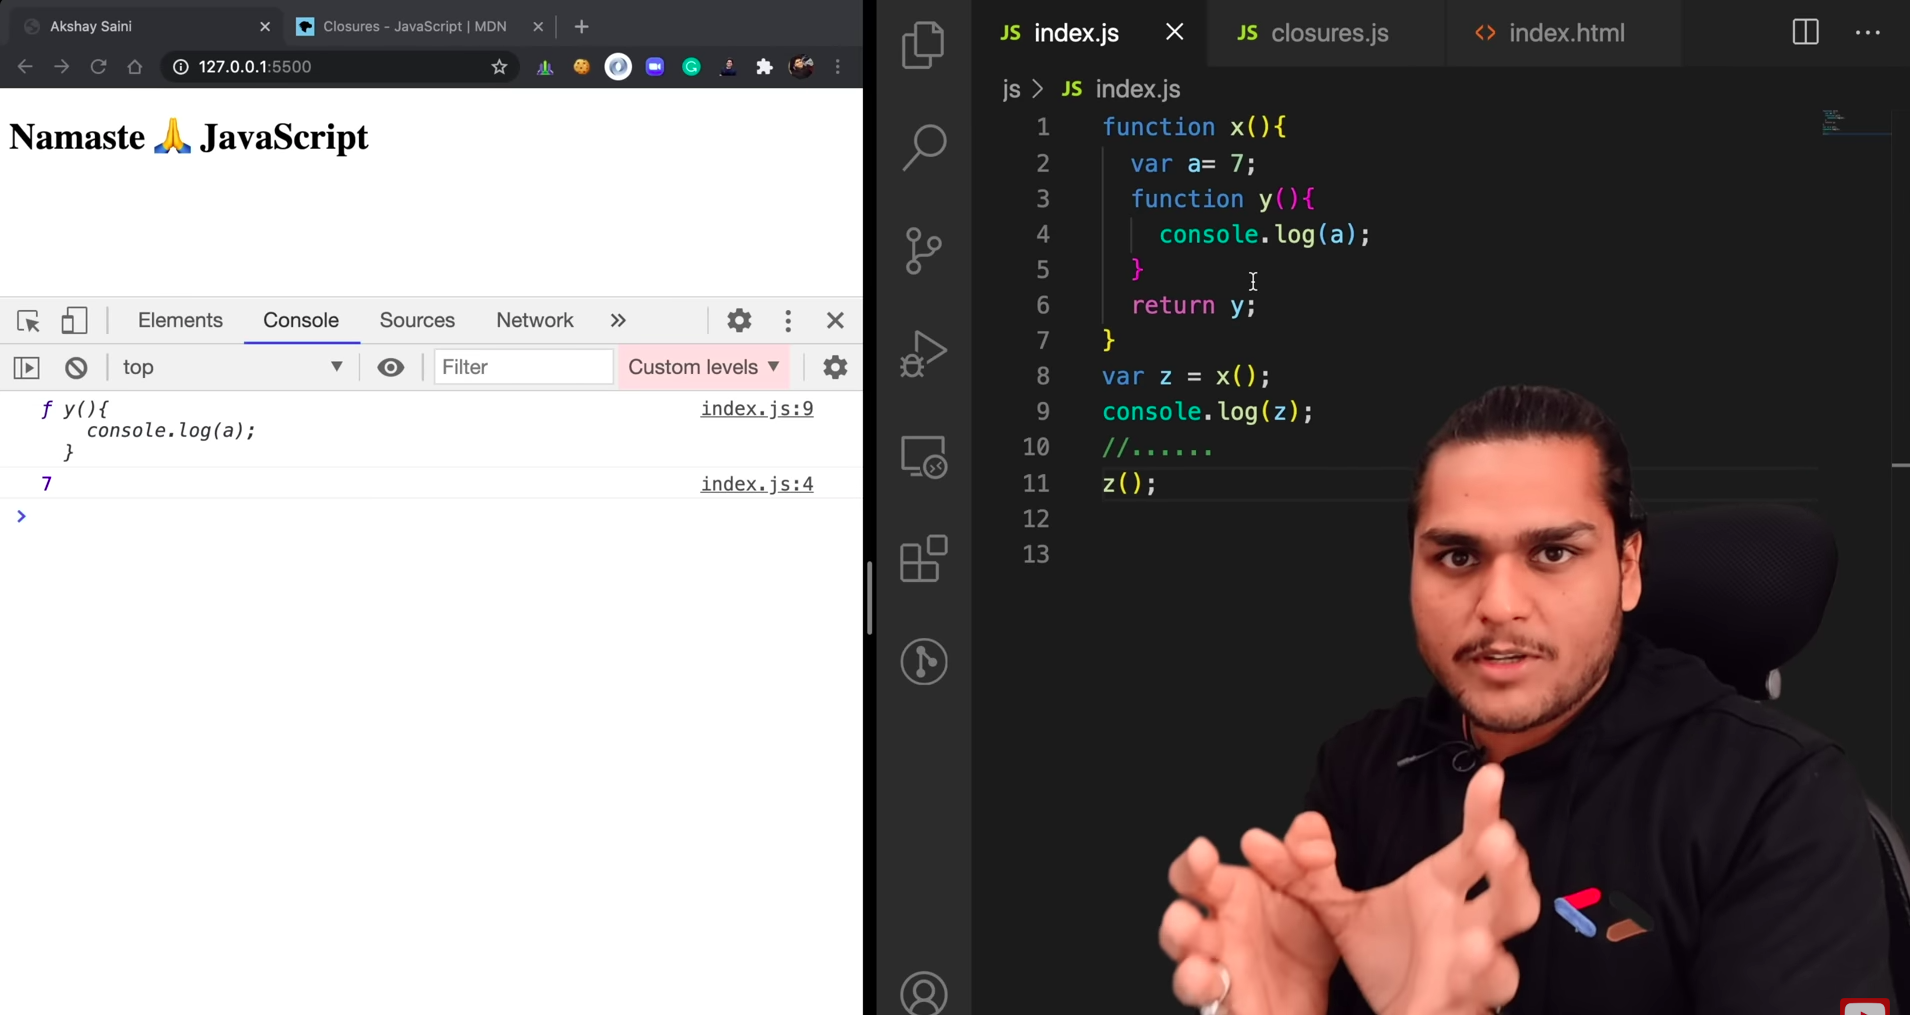 Akshay Saini
Closures - JavaScript | MDN
127.0.0.1:5500
Namaste 🙏 JavaScript
Elements Console Sources Network »
top Filter Custom levels
f y(){ index.js:9
console.log(a);
}
7 index.js:4
>
JS index.js JS closures.js <> index.html
js > JS index.js
1 function x(){
2 var a= 7;
3 function y(){
4 console.log(a);
5 }
6 return y;
7 }
8 var z = x();
9 console.log(z);
10 //......
11 z();
12
13